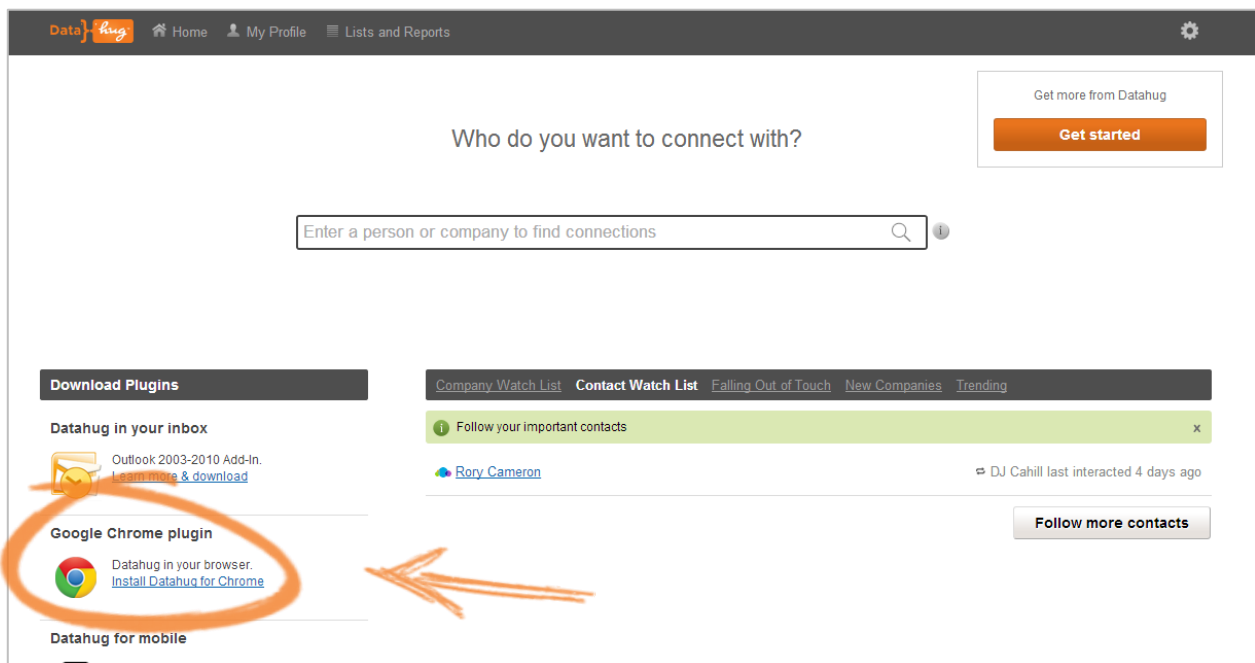 Data} hug
Home
My Profile
Lists and Reports
Get more from Datahug
Get started
Who do you want to connect with?
Enter a person or company to find connections
i
Download Plugins
Datahug in your inbox
Outlook 2003-2010 Add-In.
Learn more & download
Google Chrome plugin
Datahug in your browser.
Install Datahug for Chrome
Datahug for mobile
Company Watch List Contact Watch List Falling Out of Touch New Companies Trending
i Follow your important contacts x
Rory Cameron
DJ Cahill last interacted 4 days ago
Follow more contacts